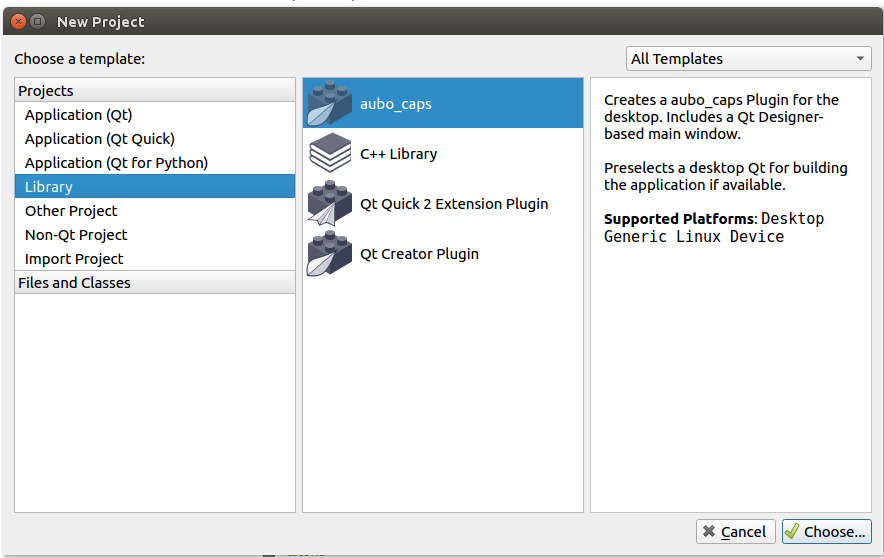 New Project
Choose a template:
All Templates
Projects
Application (Qt)
Application (Qt Quick)
Application (Qt for Python)
Library
Other Project
Non-Qt Project
Import Project
Files and Classes
aubo_caps
C++ Library
Qt Quick 2 Extension Plugin
Qt Creator Plugin
Creates a aubo_caps Plugin for the
desktop. Includes a Qt Designer-
based main window.
Preselects a desktop Qt for building
the application if available.
Supported Platforms: Desktop
Generic Linux Device
Cancel
Choose...